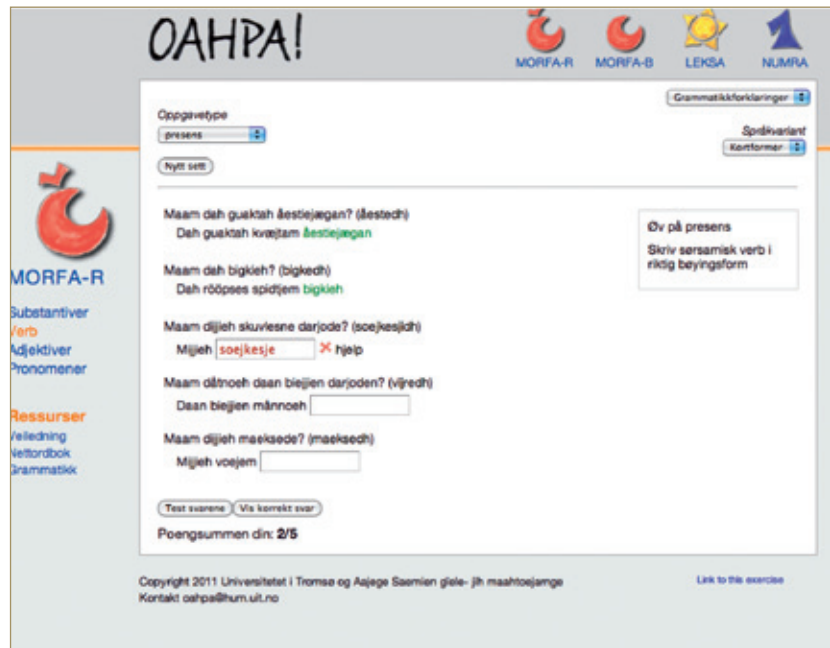 OAHPA!
MORFA-R MORFA-B LEKSA NUMRA
Grammatikkforklaringer
Oppgavetype
presens
Språkvariant
Kortformer
Nytt sett
Maam dah guaktah åestiejægan? (åestedh)
Dah guaktah kvæjtam åestiejægan
Maam dah bigkieh? (bigkedh)
Dah rööpses spidtjem bigkieh
Maam dijjieh skuvlesne darjode? (soejkesjidh)
Mijjieh soejkesje hjelp
Maam dåtnoeh daan biejjien darjoden? (vijredh)
Daan biejjien månnoeh
Maam dijjieh maeksede? (maeksedh)
Mijjieh voejem
Test svarene Vis korrekt svar
Poengsummen din: 2/5
Øv på presens
Skriv sørsamisk verb i
riktig bøyingsform
MORFA-R
Substantiver
Verb
Adjektiver
Pronomener
Ressurser
Veiledning
Nettordbok
Grammatikk
Copyright 2011 Universitetet i Tromsø og Aajege Saemien giele- jïh maahtoejarnge
Kontakt oahpa@hum.uit.no
Link to this exercise